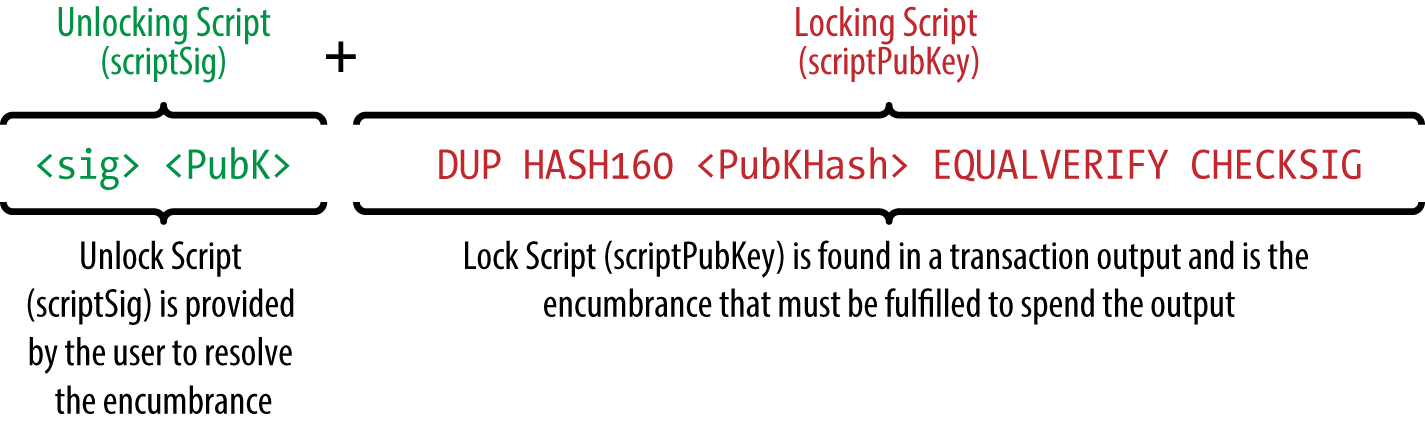 Unlocking Script
(scriptSig)
+
Locking Script
(scriptPubKey)
<sig> <PubK>
DUP HASH160 <PubKHash> EQUALVERIFY CHECKSIG
Unlock Script
(scriptSig) is provided
by the user to resolve
the encumbrance
Lock Script (scriptPubKey) is found in a transaction output and is the
encumbrance that must be fulfilled to spend the output